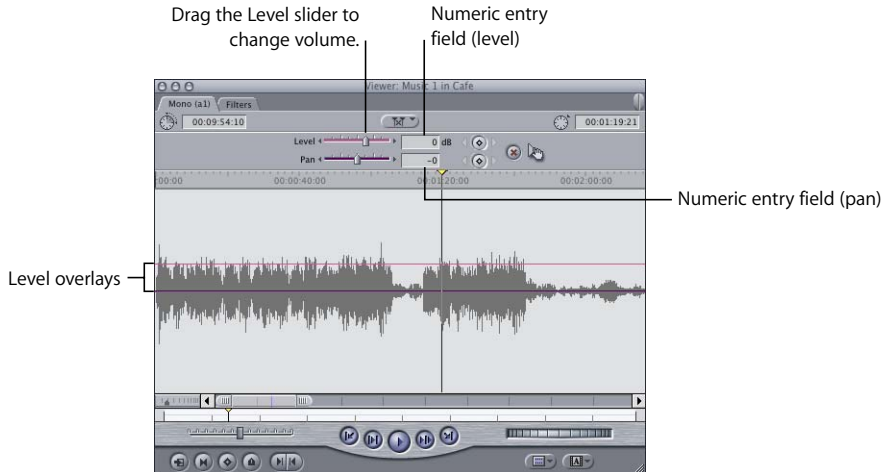 Drag the Level slider to
change volume.
Numeric entry
field (level)
Viewer: Music 1 in Cafe
Mono (a1) Filters
00:09:54:10 00:01:19:21
Level 0 dB
Pan -0
Numeric entry field (pan)
00:00 00:00:40:00 00:01:20:00 00:02:00:00
Level overlays
A